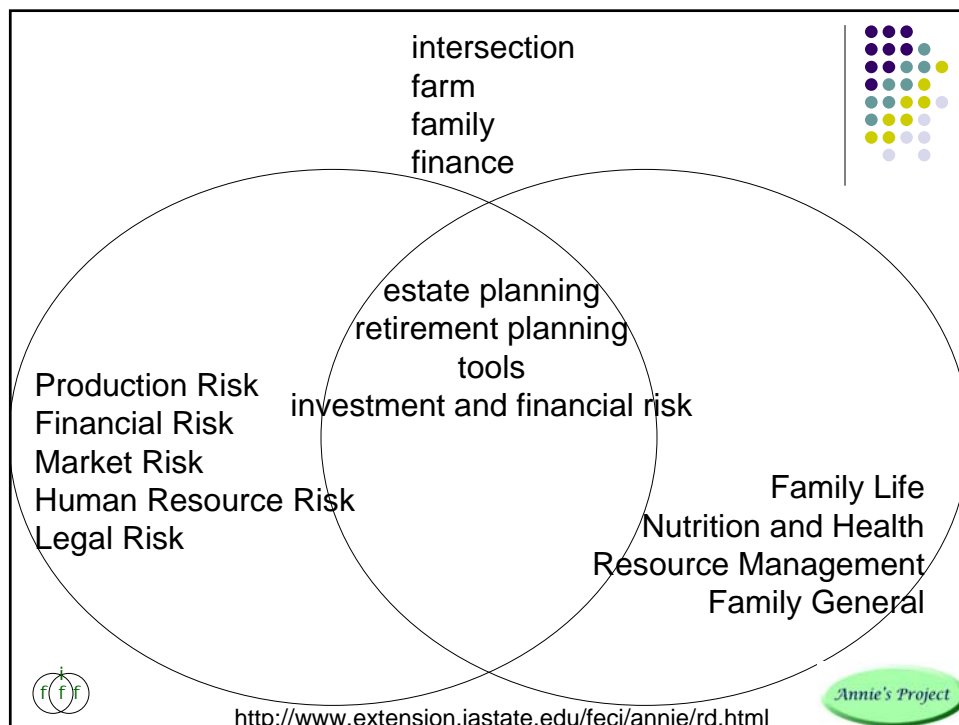 intersection
farm
family
finance
estate planning
retirement planning
tools
investment and financial risk
Production Risk
Financial Risk
Market Risk
Human Resource Risk
Legal Risk
Family Life
Nutrition and Health
Resource Management
Family General
i
f f f
http://www.extension.iastate.edu/feci/annie/rd.html
Annie's Project